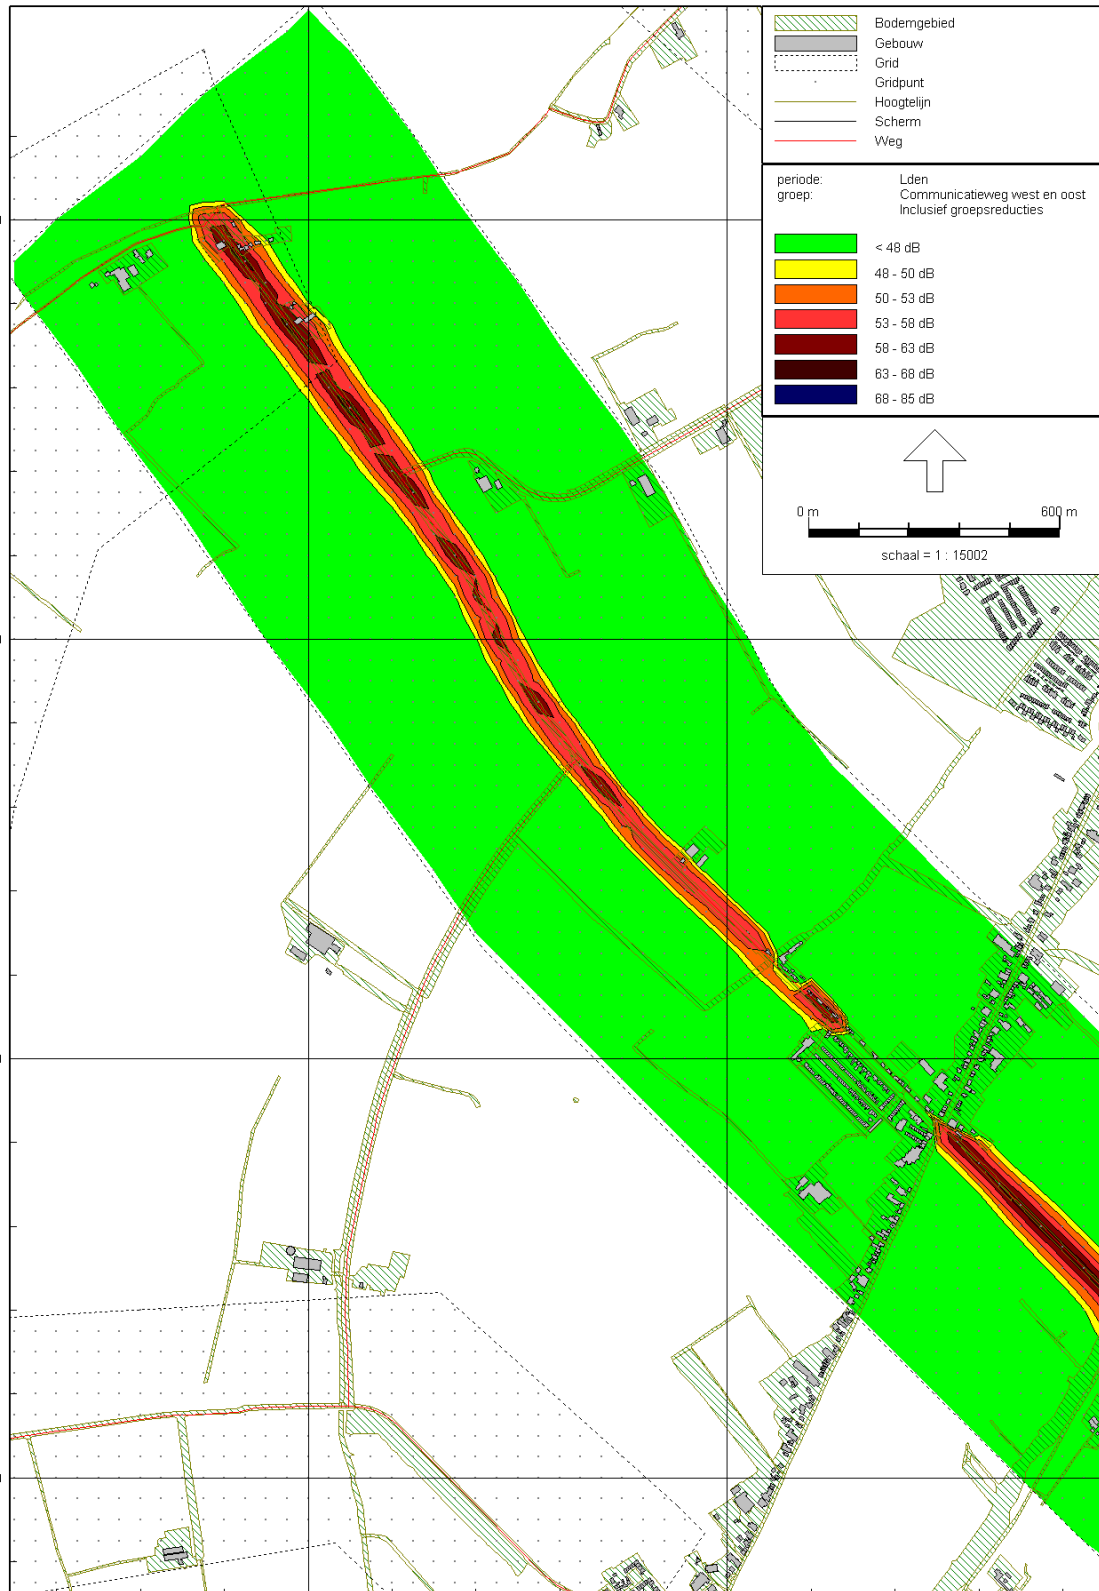 Bodemgebied
Gebouw
Grid
Gridpunt
Hoogtelijn
Scherm
Weg
periode: Lden
groep: Communicatieweg west en oost
Inclusief groepsreducties
< 48 dB
48 - 50 dB
50 - 53 dB
53 - 58 dB
58 - 63 dB
63 - 68 dB
68 - 85 dB
0 m 600 m
schaal = 1 : 15002